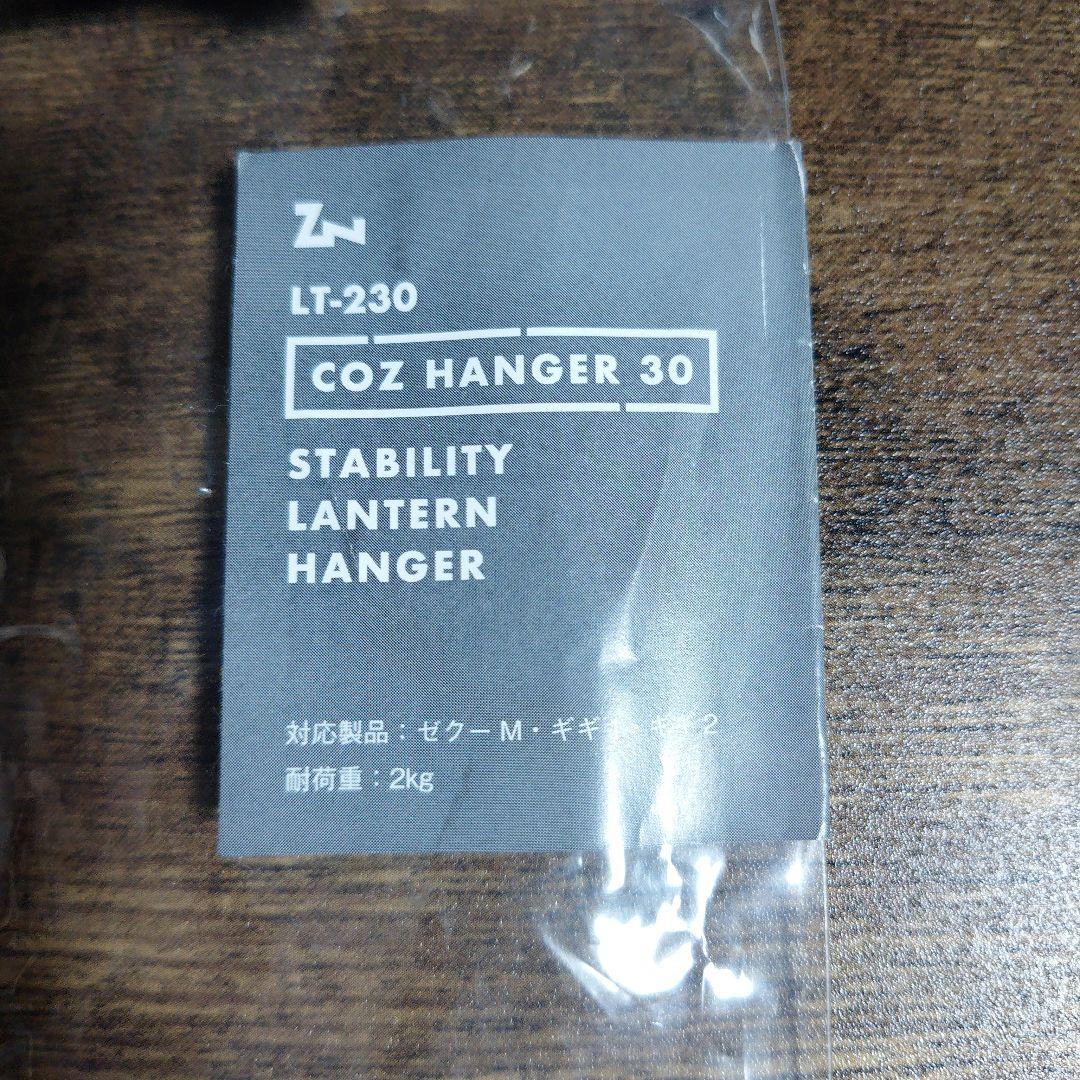 ZN
LT-230
COZ HANGER 30
STABILITY
LANTERN
HANGER
対応製品：ゼクーM・ギギ 2
耐荷重：2kg